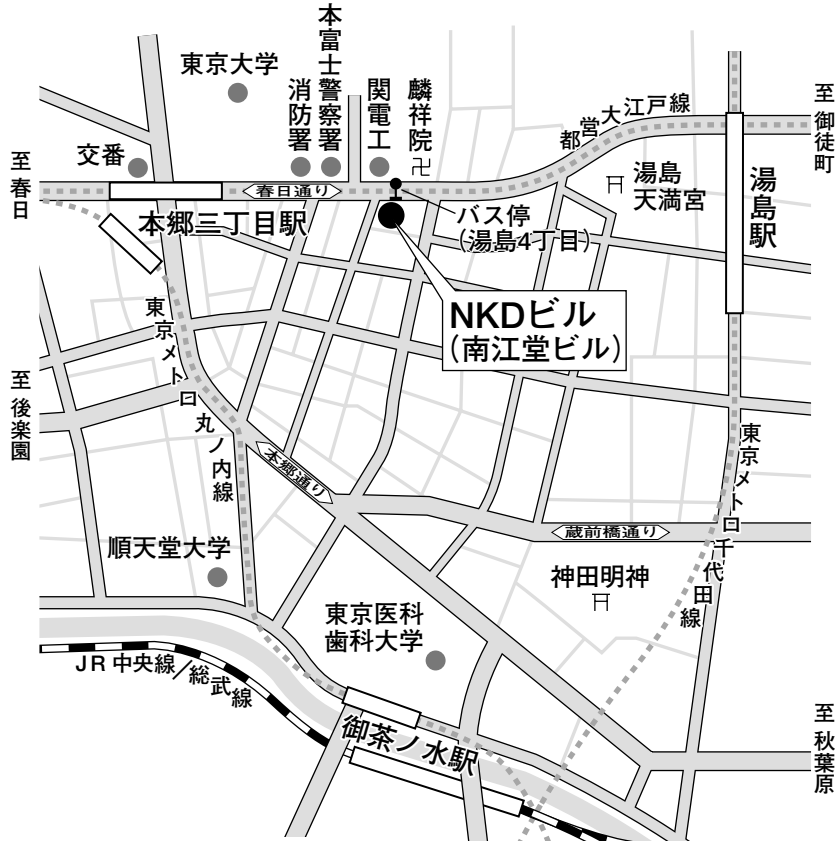 東京大学
消防署
本富士警察署
関電工
麟祥院
都営大江戸線
至御徒町
交番
至春日
春日通り
湯島
天満宮
湯島駅
本郷三丁目駅
バス停
（湯島4丁目）
NKDビル
（南江堂ビル）
東京メトロ丸ノ内線
至後楽園
本郷通り
東京メトロ千代田線
蔵前橋通り
順天堂大学
神田明神
東京医科
歯科大学
JR 中央線／総武線
御茶ノ水駅
至秋葉原